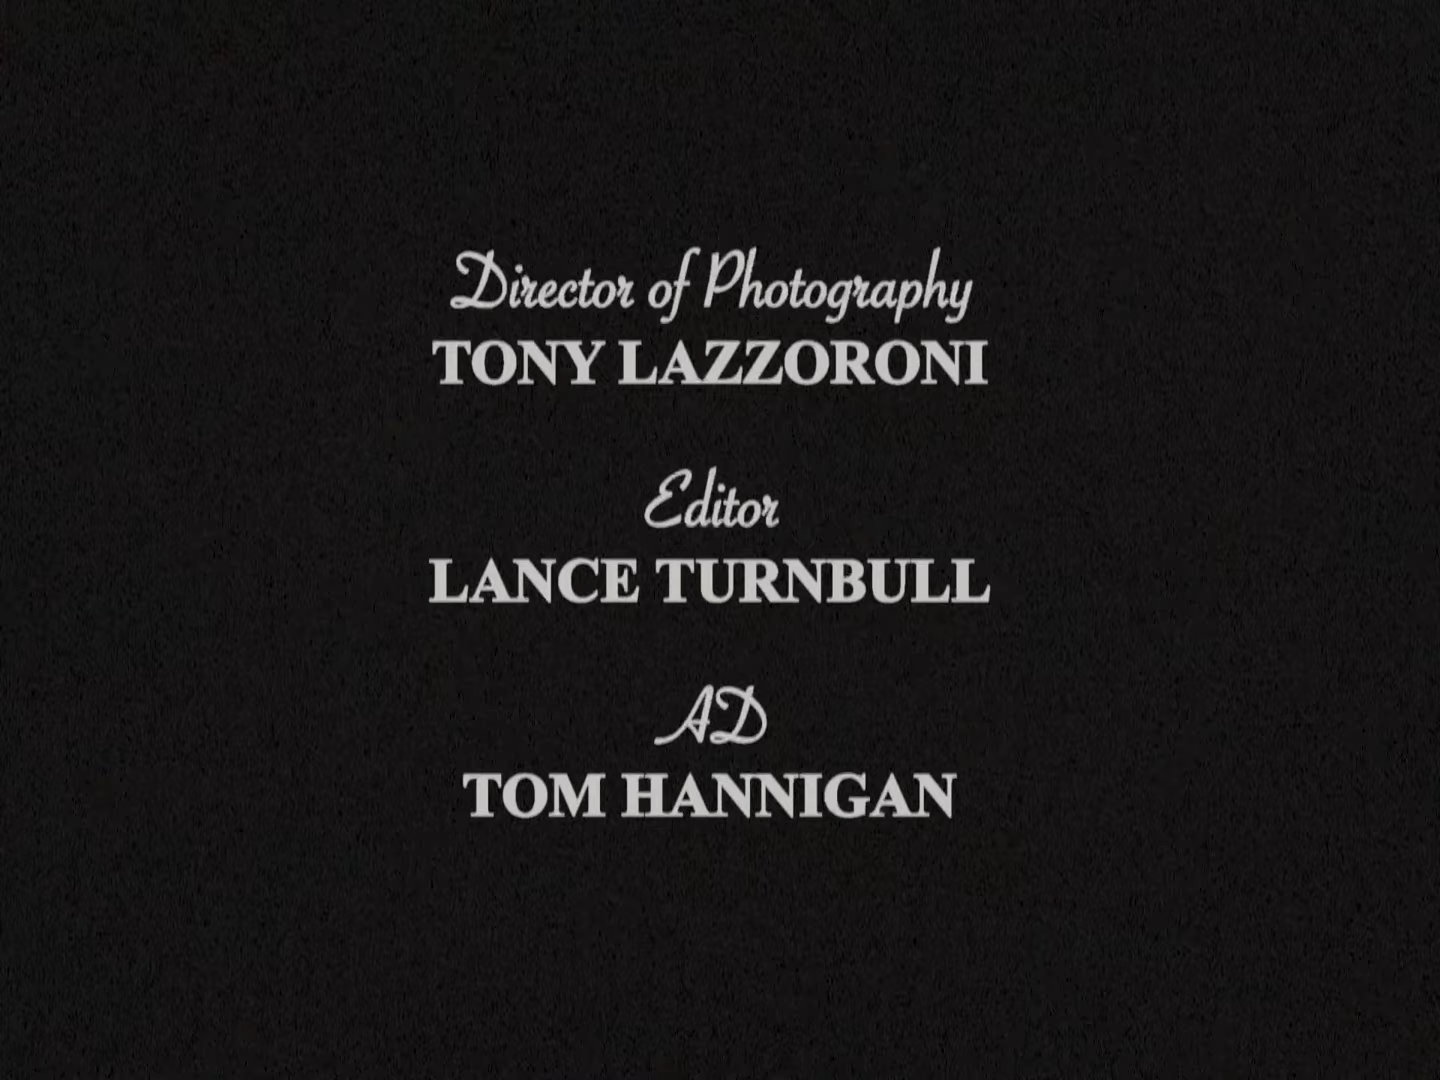 Director of Photography
TONY LAZZORONI
Editor
LANCE TURNBULL
AD
TOM HANNIGAN